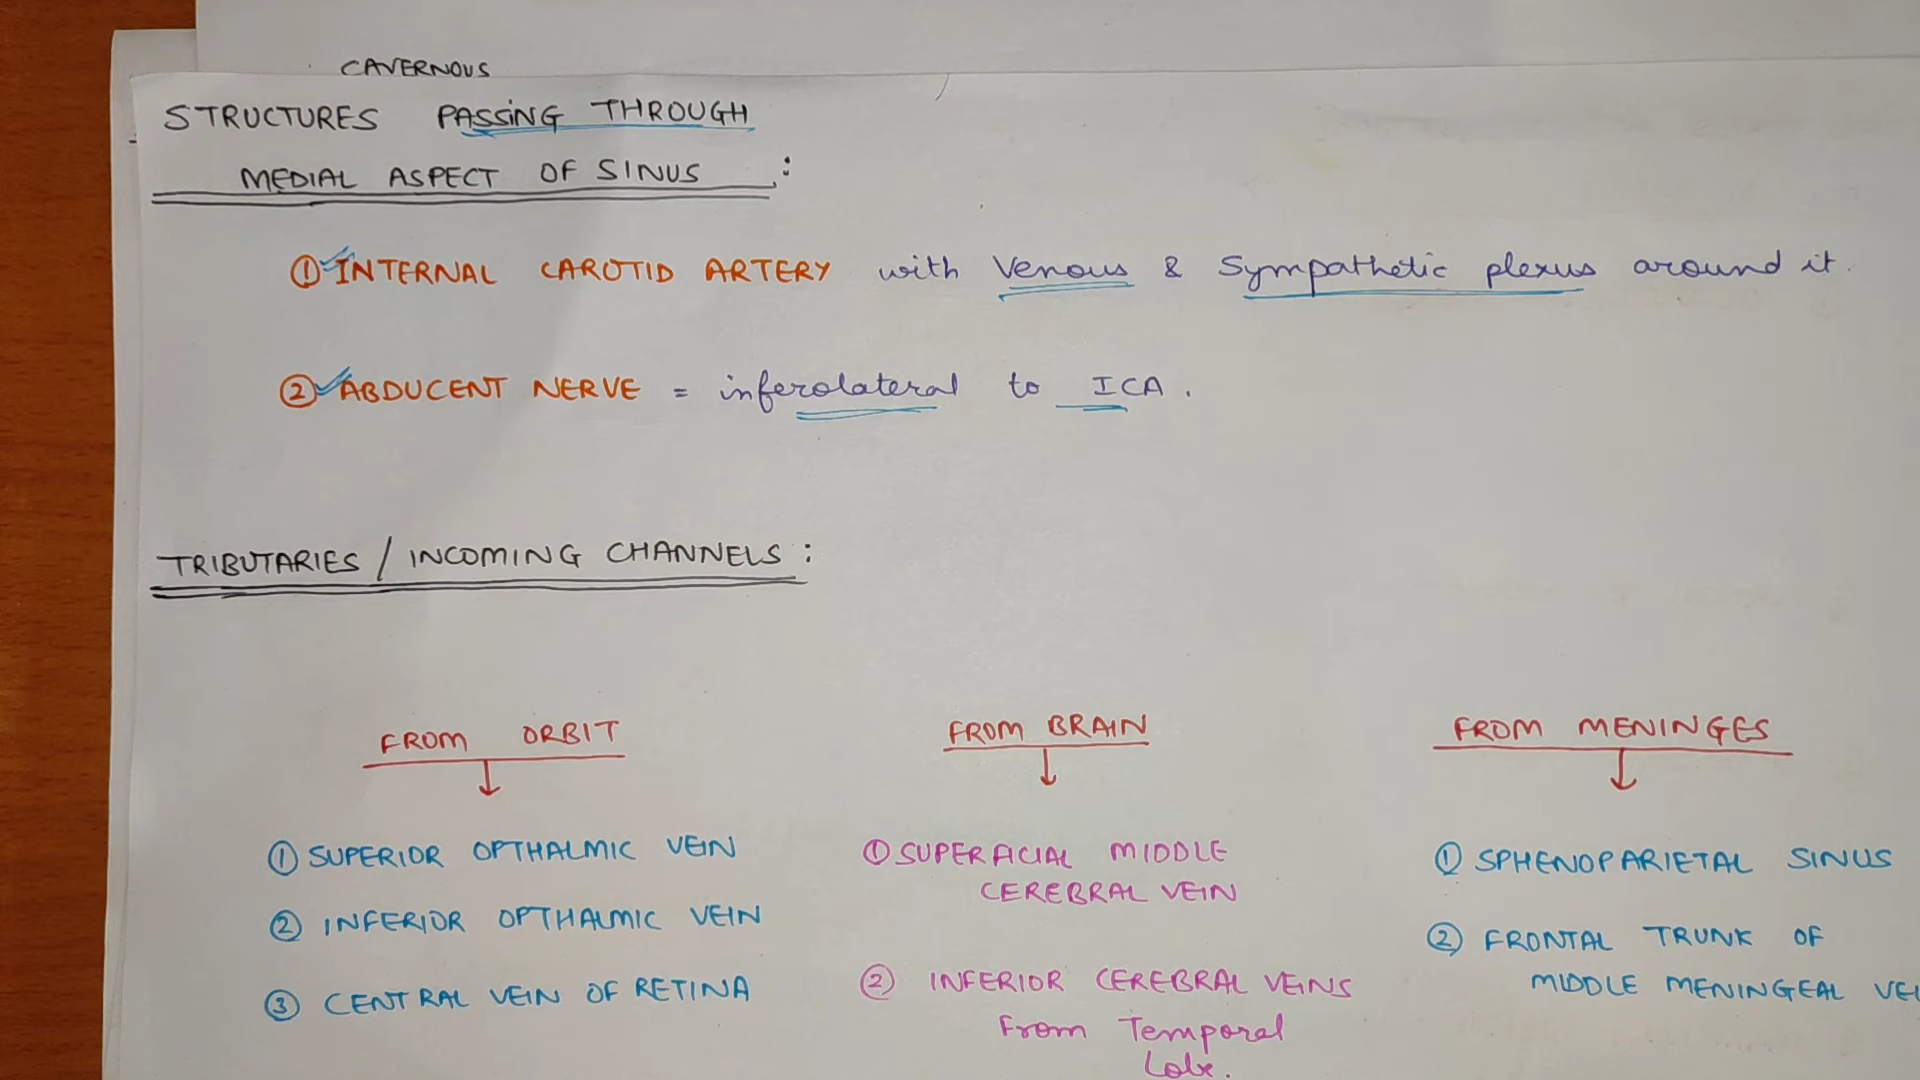 CAVERNOUS
STRUCTURES PASSING THROUGH
MEDIAL ASPECT OF SINUS :
① INTERNAL CAROTID ARTERY with Venous & Sympathetic plexus around it.
② ABDUCENT NERVE = inferolateral to ICA.
TRIBUTARIES / INCOMING CHANNELS :
FROM ORBIT
① SUPERIOR OPTHALMIC VEIN
② INFERIOR OPTHALMIC VEIN
③ CENTRAL VEIN OF RETINA
FROM BRAIN
① SUPERFICIAL MIDDLE
CEREBRAL VEIN
② INFERIOR CEREBRAL VEINS
From Temporal
Lobe.
FROM MENINGES
① SPHENOPARIETAL SINUS
② FRONTAL TRUNK OF
MIDDLE MENINGEAL